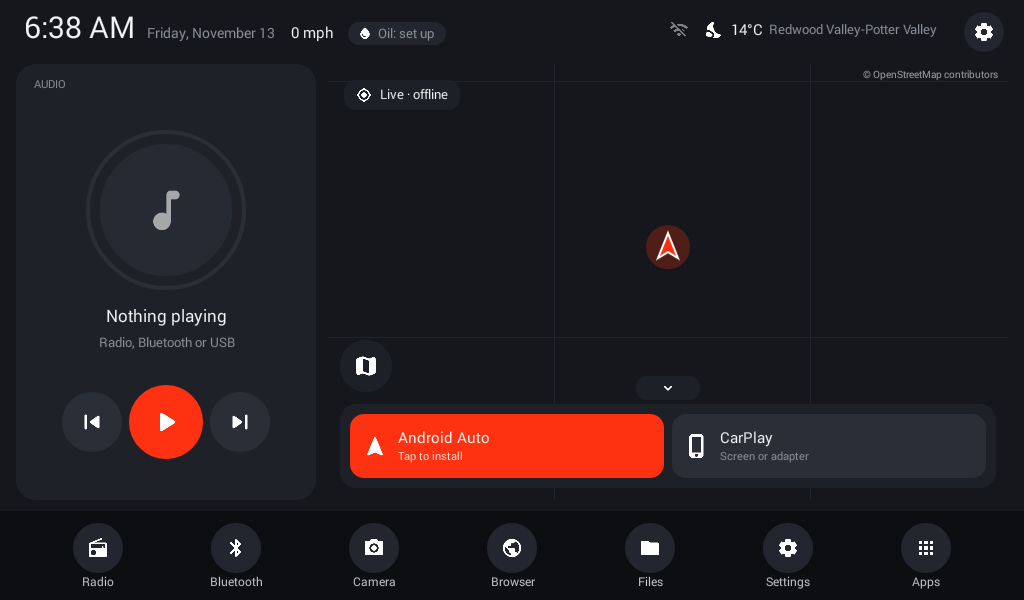 6:38 AM Friday, November 13 0 mph Oil: set up 14°C Redwood Valley-Potter Valley
AUDIO
© OpenStreetMap contributors
Live · offline
Nothing playing
Radio, Bluetooth or USB
Android Auto
Tap to install
CarPlay
Screen or adapter
Radio Bluetooth Camera Browser Files Settings Apps